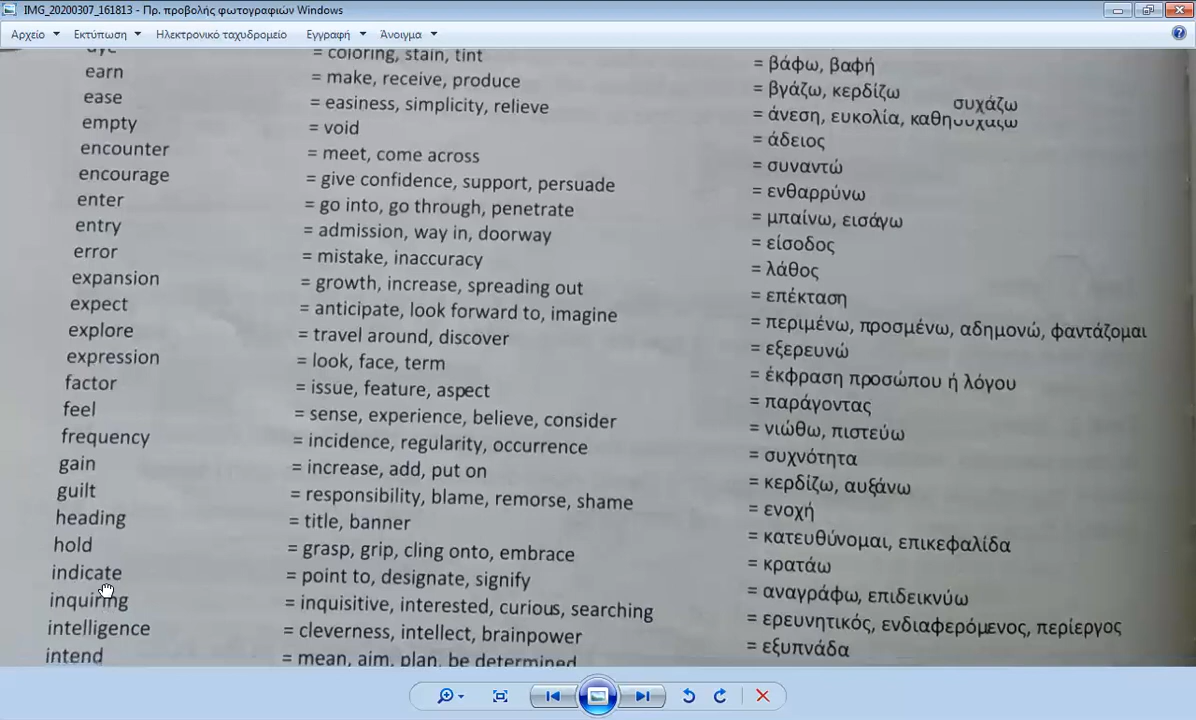 IMG_20200307_161813 - Πρ. προβολής φωτογραφιών Windows
Αρχείο Εκτύπωση Ηλεκτρονικό ταχυδρομείο Εγγραφή Άνοιγμα
= coloring, stain, tint = βάφω, βαφή
earn = make, receive, produce = βγάζω, κερδίζω
ease = easiness, simplicity, relieve = άνεση, ευκολία, καθησυχάζω
empty = void = άδειος
encounter = meet, come across = συναντώ
encourage = give confidence, support, persuade = ενθαρρύνω
enter = go into, go through, penetrate = μπαίνω, εισάγω
entry = admission, way in, doorway = είσοδος
error = mistake, inaccuracy = λάθος
expansion = growth, increase, spreading out = επέκταση
expect = anticipate, look forward to, imagine = περιμένω, προσμένω, αδημονώ, φαντάζομαι
explore = travel around, discover = εξερευνώ
expression = look, face, term = έκφραση προσώπου ή λόγου
factor = issue, feature, aspect = παράγοντας
feel = sense, experience, believe, consider = νιώθω, πιστεύω
frequency = incidence, regularity, occurrence = συχνότητα
gain = increase, add, put on = κερδίζω, αυξάνω
guilt = responsibility, blame, remorse, shame = ενοχή
heading = title, banner = κατευθύνομαι, επικεφαλίδα
hold = grasp, grip, cling onto, embrace = κρατάω
indicate = point to, designate, signify = αναγράφω, επιδεικνύω
inquiring = inquisitive, interested, curious, searching = ερευνητικός, ενδιαφερόμενος, περίεργος
intelligence = cleverness, intellect, brainpower = εξυπνάδα
intend = mean, aim, plan, be determined